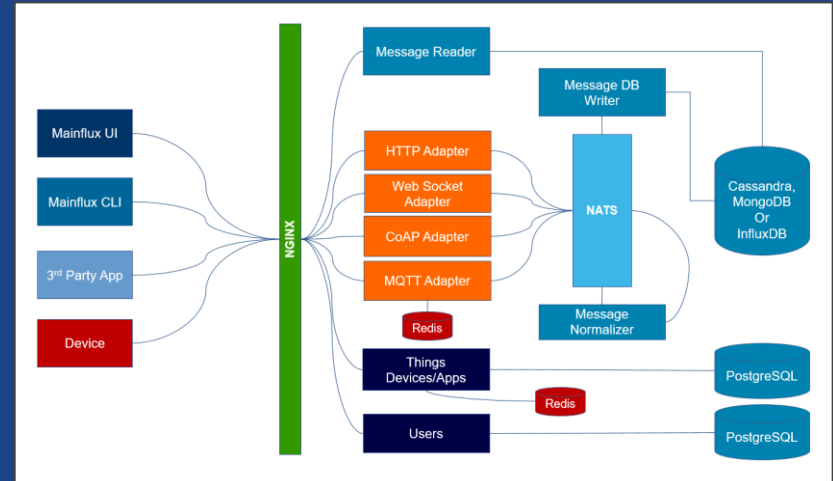 Message Reader
Message DB
Writer
Mainflux UI
HTTP Adapter
Web Socket
Adapter
Mainflux CLI
NGINX
NATS
Cassandra,
MongoDB
Or
InfluxDB
CoAP Adapter
3rd Party App
MQTT Adapter
Redis
Message
Normalizer
Device
Things
Devices/Apps
PostgreSQL
Redis
Users
PostgreSQL